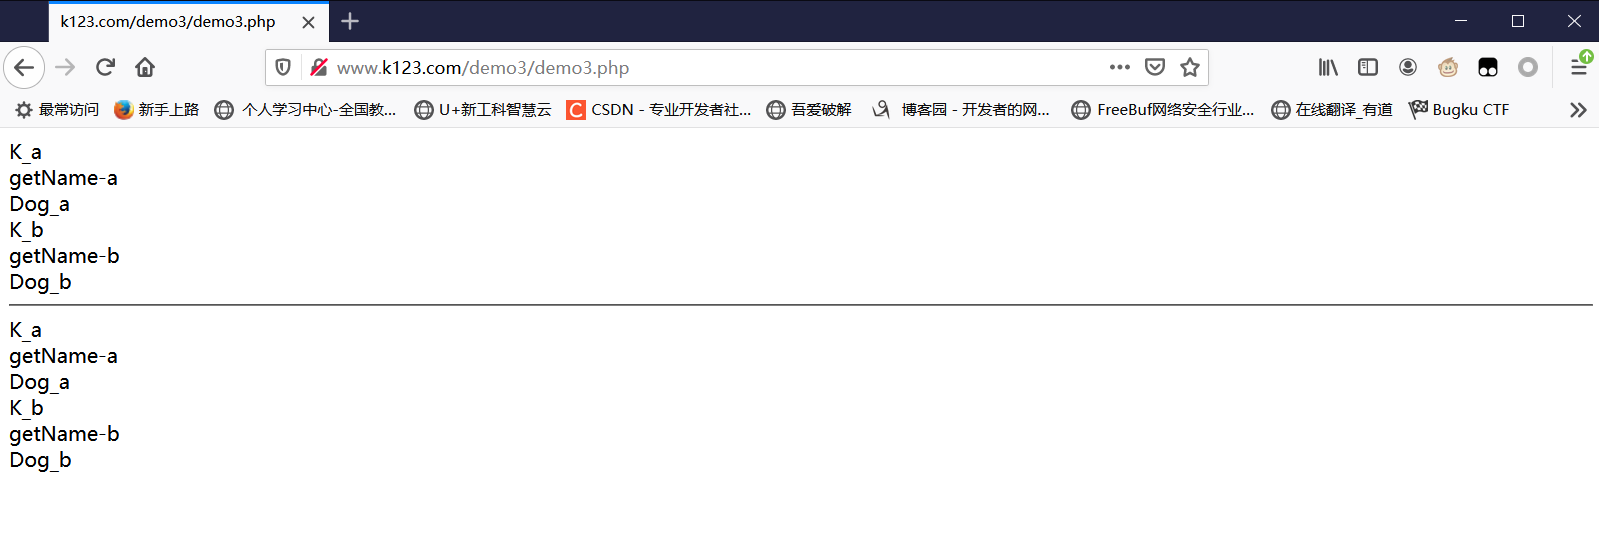 k123.com/demo3/demo3.php
www.k123.com/demo3/demo3.php
最常访问 新手上路 个人学习中心-全国教... U+新工科智慧云 CSDN - 专业开发者社... 吾爱破解 博客园 - 开发者的网... FreeBuf网络安全行业... 在线翻译_有道 Bugku CTF
K_a
getName-a
Dog_a
K_b
getName-b
Dog_b
K_a
getName-a
Dog_a
K_b
getName-b
Dog_b